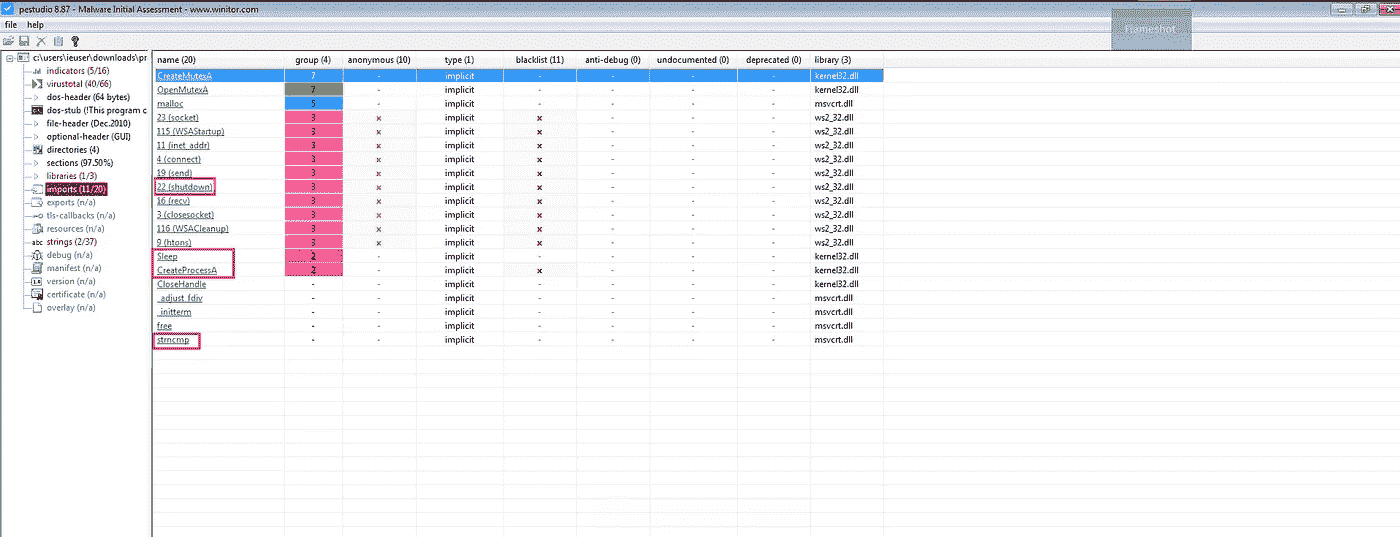 pestudio 8.87 - Malware Initial Assessment - www.winitor.com
file help
Flameshot
c:\users\ieuser\downloads\pr
indicators (5/16)
virustotal (40/66)
dos-header (64 bytes)
dos-stub (!This program c
file-header (Dec.2010)
optional-header (GUI)
directories (4)
sections (97.50%)
libraries (1/3)
imports (11/20)
exports (n/a)
tls-callbacks (n/a)
resources (n/a)
abc strings (2/37)
debug (n/a)
manifest (n/a)
1.0 version (n/a)
certificate (n/a)
overlay (n/a)
name (20) group (4) anonymous (10) type (1) blacklist (11) anti-debug (0) undocumented (0) deprecated (0) library (3)
CreateMutexA 7 - implicit - - - - kernel32.dll
OpenMutexA 7 - implicit - - - - kernel32.dll
malloc 5 - implicit - - - - msvcrt.dll
23 (socket) 3 x implicit x - - - ws2_32.dll
115 (WSAStartup) 3 x implicit x - - - ws2_32.dll
11 (inet_addr) 3 x implicit x - - - ws2_32.dll
4 (connect) 3 x implicit x - - - ws2_32.dll
19 (send) 3 x implicit x - - - ws2_32.dll
22 (shutdown) 3 x implicit x - - - ws2_32.dll
16 (recv) 3 x implicit x - - - ws2_32.dll
3 (closesocket) 3 x implicit x - - - ws2_32.dll
116 (WSACleanup) 3 x implicit x - - - ws2_32.dll
9 (htons) 3 x implicit x - - - ws2_32.dll
Sleep 2 - implicit - - - - kernel32.dll
CreateProcessA 2 - implicit x - - - kernel32.dll
CloseHandle - - implicit - - - - kernel32.dll
_adjust_fdiv - - implicit - - - - msvcrt.dll
_initterm - - implicit - - - - msvcrt.dll
free - - implicit - - - - msvcrt.dll
strncmp - - implicit - - - - msvcrt.dll